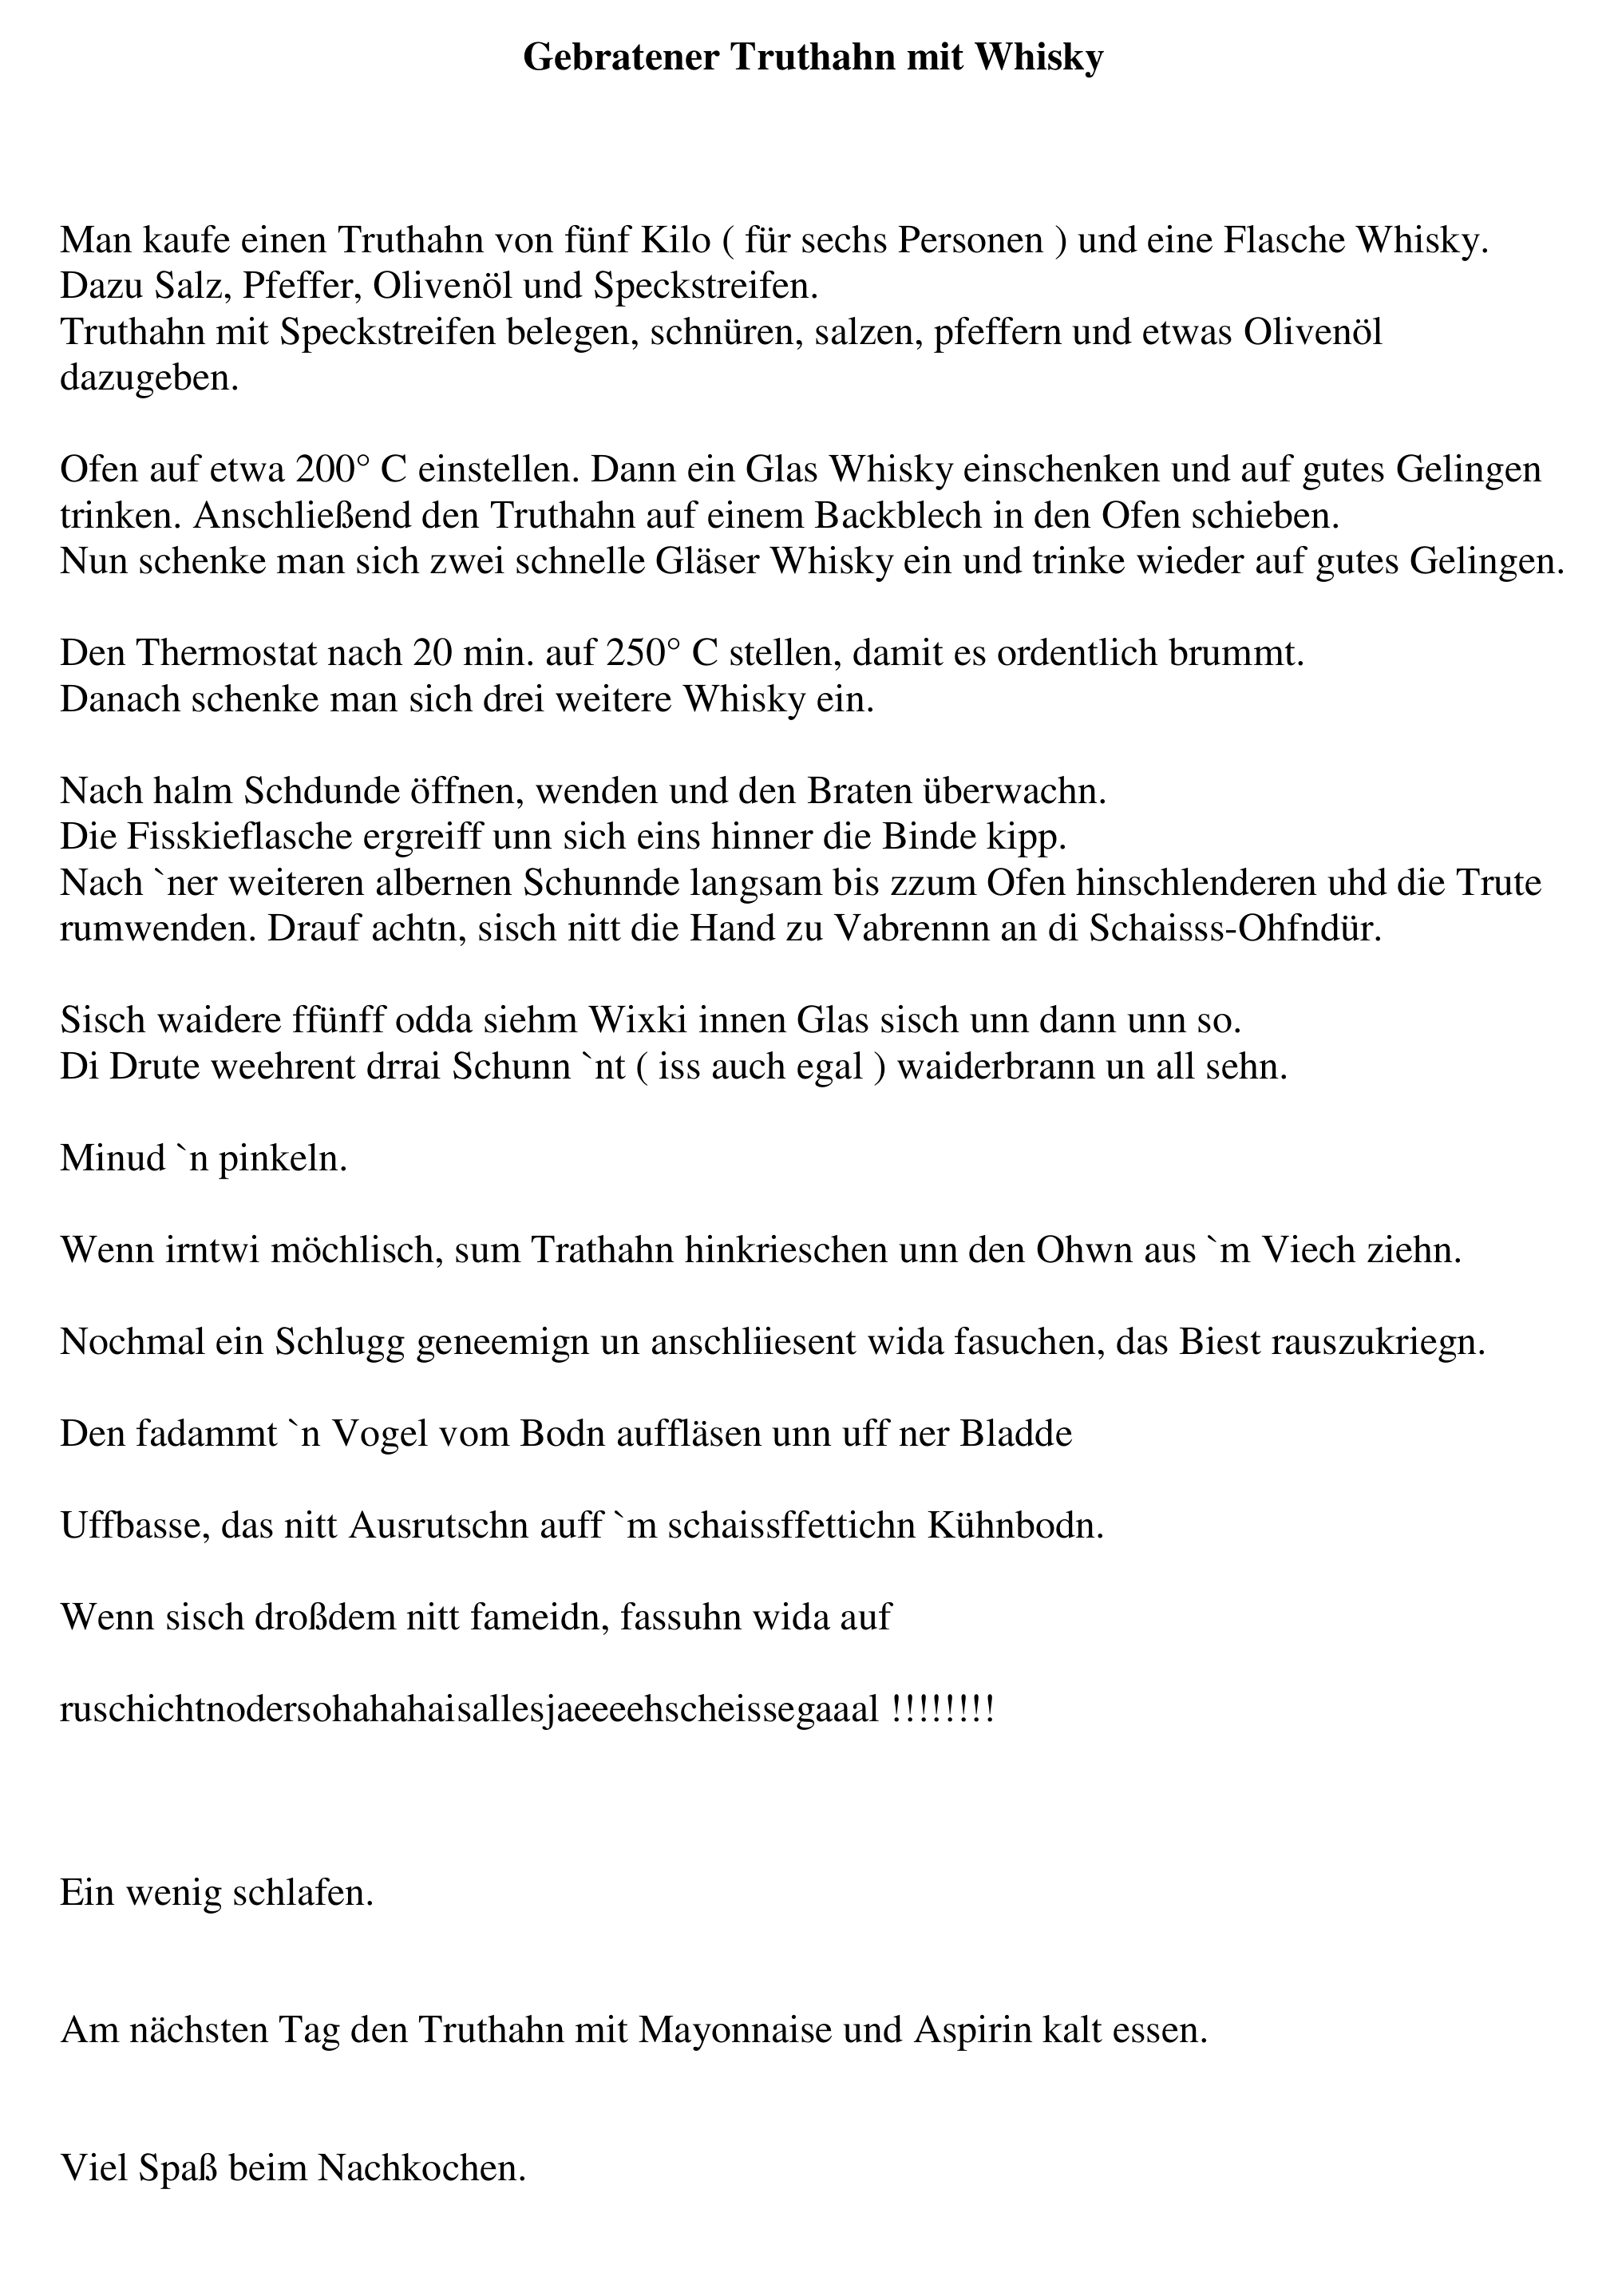 Gebratener Truthahn mit Whisky
Man kaufe einen Truthahn von fünf Kilo ( für sechs Personen ) und eine Flasche Whisky.
Dazu Salz, Pfeffer, Olivenöl und Speckstreifen.
Truthahn mit Speckstreifen belegen, schnüren, salzen, pfeffern und etwas Olivenöl
dazugeben.
Ofen auf etwa 200° C einstellen. Dann ein Glas Whisky einschenken und auf gutes Gelingen
trinken. Anschließend den Truthahn auf einem Backblech in den Ofen schieben.
Nun schenke man sich zwei schnelle Gläser Whisky ein und trinke wieder auf gutes Gelingen.
Den Thermostat nach 20 min. auf 250° C stellen, damit es ordentlich brummt.
Danach schenke man sich drei weitere Whisky ein.
Nach halm Schdunde öffnen, wenden und den Braten überwachn.
Die Fisskieflasche ergreiff unn sich eins hinner die Binde kipp.
Nach `ner weiteren albernen Schunnde langsam bis zzum Ofen hinschlenderen uhd die Trute
rumwenden. Drauf achtn, sisch nitt die Hand zu Vabrennn an di Schaisss-Ohfndür.
Sisch waidere ffünff odda siehm Wixki innen Glas sisch unn dann unn so.
Di Drute weehrent drrai Schunn `nt ( iss auch egal ) waiderbrann un all sehn.
Minud `n pinkeln.
Wenn irntwi möchlisch, sum Trathahn hinkrieschen unn den Ohwn aus `m Viech ziehn.
Nochmal ein Schlugg geneemign un anschliiesent wida fasuchen, das Biest rauszukriegn.
Den fadammt `n Vogel vom Bodn auffläsen unn uff ner Bladde
Uffbasse, das nitt Ausrutschn auff `m schaissffettichn Kühnbodn.
Wenn sisch droßdem nitt fameidn, fassuhn wida auf
ruschichtnodersohahahaisallesjaeeeehscheissegaaal !!!!!!!!
Ein wenig schlafen.
Am nächsten Tag den Truthahn mit Mayonnaise und Aspirin kalt essen.
Viel Spaß beim Nachkochen.